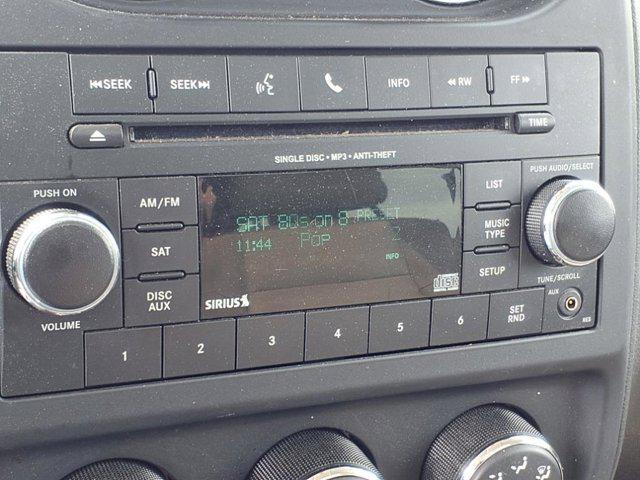 SEEK SEEK INFO RW FF
TIME
SINGLE DISC • MP3 • ANTI-THEFT
PUSH ON
PUSH AUDIO/SELECT
AM/FM
LIST
SAT 80s on 8 PRESET
11:44 Pop 2
INFO
SAT
MUSIC
TYPE
SETUP
DISC
AUX
SIRIUS
disc
VOLUME
TUNE/SCROLL
AUX
1 2 3 4 5 6
SET
RND